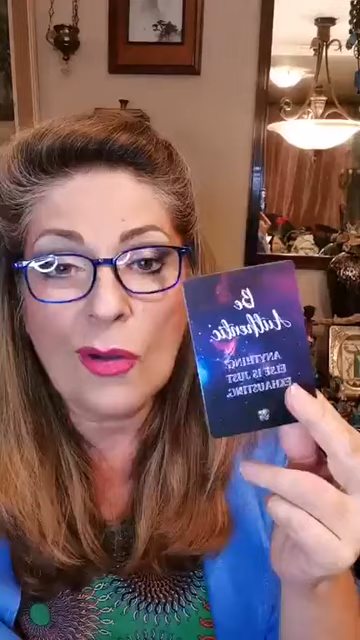 Be
Authentic
ANYTHING
ELSE IS JUST
EXHAUSTING.